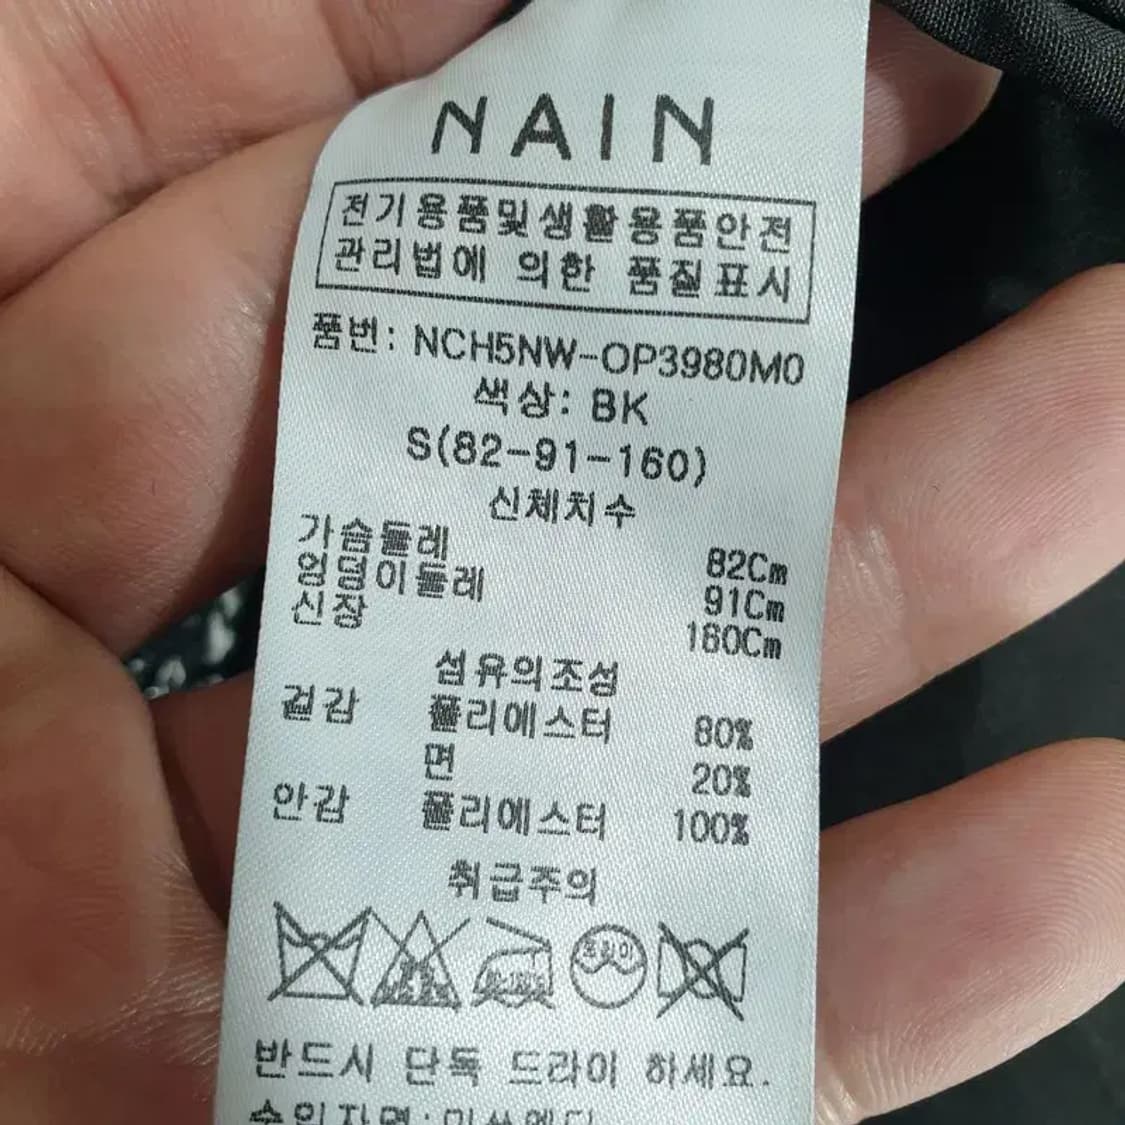 NAIN
전기용품및생활용품안전
관리법에 의한 품질표시
품번: NCH5NW-OP3980M0
색상: BK
S(82-91-160)
신체치수
가슴둘레 82Cm
엉덩이둘레 91Cm
신장 160Cm
섬유의조성
겉감 폴리에스터 80%
면 20%
안감 폴리에스터 100%
취급주의
드라이
반드시 단독 드라이 하세요.